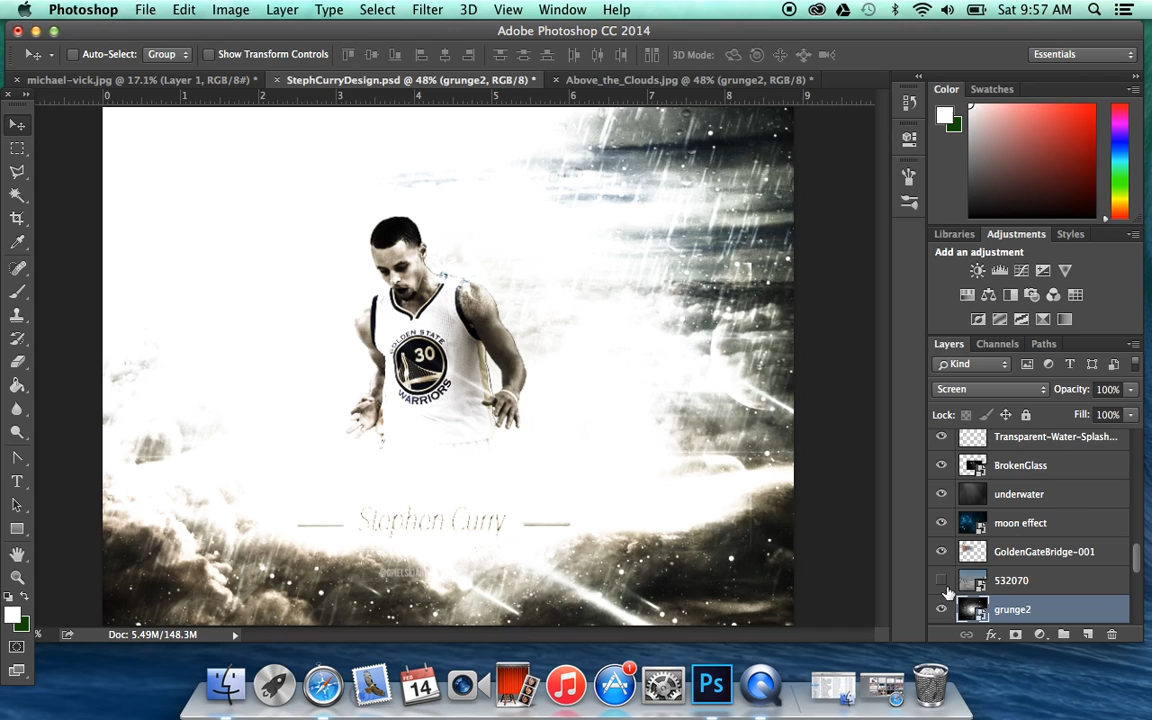 Photoshop File Edit Image Layer Type Select Filter 3D View Window Help Sat 9:57 AM
Adobe Photoshop CC 2014
Auto-Select: Group Show Transform Controls 3D Mode: Essentials
michael-vick.jpg @ 17.1% (Layer 1, RGB/8#) * StephCurryDesign.psd @ 48% (grunge2, RGB/8) * Above_the_Clouds.jpg @ 48% (grunge2, RGB/8) *
0 1 2 3 4 5 6 7 8 9
Color Swatches
Libraries Adjustments Styles
Add an adjustment
GOLDEN STATE
30
WARRIORS
Layers Channels Paths
Kind
Screen Opacity: 100%
Lock: Fill: 100%
Transparent-Water-Splash...
BrokenGlass
underwater
moon effect
GoldenGateBridge-001
532070
grunge2
Stephen Curry
% Doc: 5.49M/148.3M
FEB
14
1
Ps